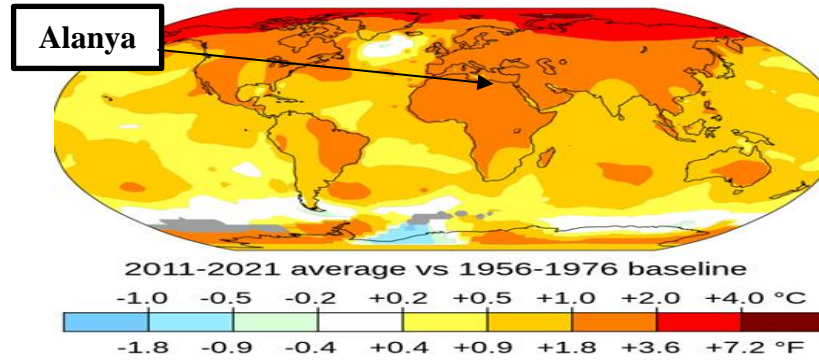 Alanya
2011-2021 average vs 1956-1976 baseline
-1.0 -0.5 -0.2 +0.2 +0.5 +1.0 +2.0 +4.0 °C
-1.8 -0.9 -0.4 +0.4 +0.9 +1.8 +3.6 +7.2 °F